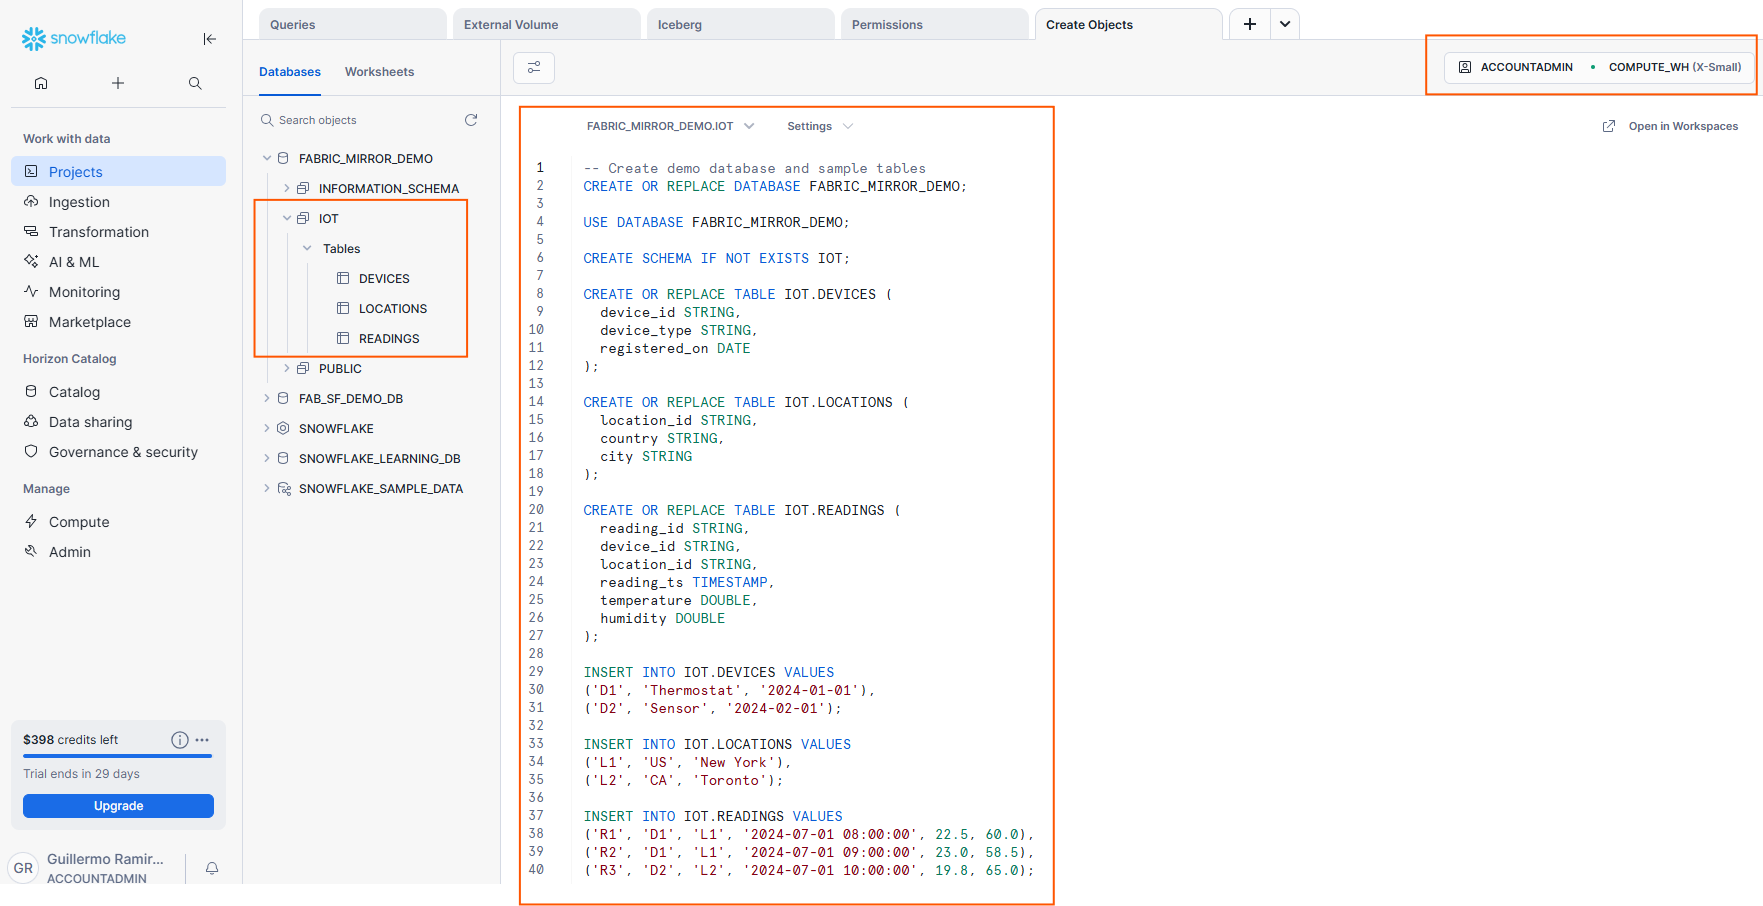 Queries
External Volume
Iceberg
Permissions
Create Objects
snowflake
Work with data
Projects
Ingestion
Transformation
AI & ML
Monitoring
Marketplace
Horizon Catalog
Catalog
Data sharing
Governance & security
Manage
Compute
Admin
$398 credits left
Trial ends in 29 days
Upgrade
GR
Guillermo Ramir...
ACCOUNTADMIN
Databases
Worksheets
Search objects
FABRIC_MIRROR_DEMO
INFORMATION_SCHEMA
IOT
Tables
DEVICES
LOCATIONS
READINGS
PUBLIC
FAB_SF_DEMO_DB
SNOWFLAKE
SNOWFLAKE_LEARNING_DB
SNOWFLAKE_SAMPLE_DATA
ACCOUNTADMIN • COMPUTE_WH (X-Small)
FABRIC_MIRROR_DEMO.IOT
Settings
Open in Workspaces
1 -- Create demo database and sample tables
2 CREATE OR REPLACE DATABASE FABRIC_MIRROR_DEMO;
3
4 USE DATABASE FABRIC_MIRROR_DEMO;
5
6 CREATE SCHEMA IF NOT EXISTS IOT;
7
8 CREATE OR REPLACE TABLE IOT.DEVICES (
9 device_id STRING,
10 device_type STRING,
11 registered_on DATE
12 );
13
14 CREATE OR REPLACE TABLE IOT.LOCATIONS (
15 location_id STRING,
16 country STRING,
17 city STRING
18 );
19
20 CREATE OR REPLACE TABLE IOT.READINGS (
21 reading_id STRING,
22 device_id STRING,
23 location_id STRING,
24 reading_ts TIMESTAMP,
25 temperature DOUBLE,
26 humidity DOUBLE
27 );
28
29 INSERT INTO IOT.DEVICES VALUES
30 ('D1', 'Thermostat', '2024-01-01'),
31 ('D2', 'Sensor', '2024-02-01');
32
33 INSERT INTO IOT.LOCATIONS VALUES
34 ('L1', 'US', 'New York'),
35 ('L2', 'CA', 'Toronto');
36
37 INSERT INTO IOT.READINGS VALUES
38 ('R1', 'D1', 'L1', '2024-07-01 08:00:00', 22.5, 60.0),
39 ('R2', 'D1', 'L1', '2024-07-01 09:00:00', 23.0, 58.5),
40 ('R3', 'D2', 'L2', '2024-07-01 10:00:00', 19.8, 65.0);